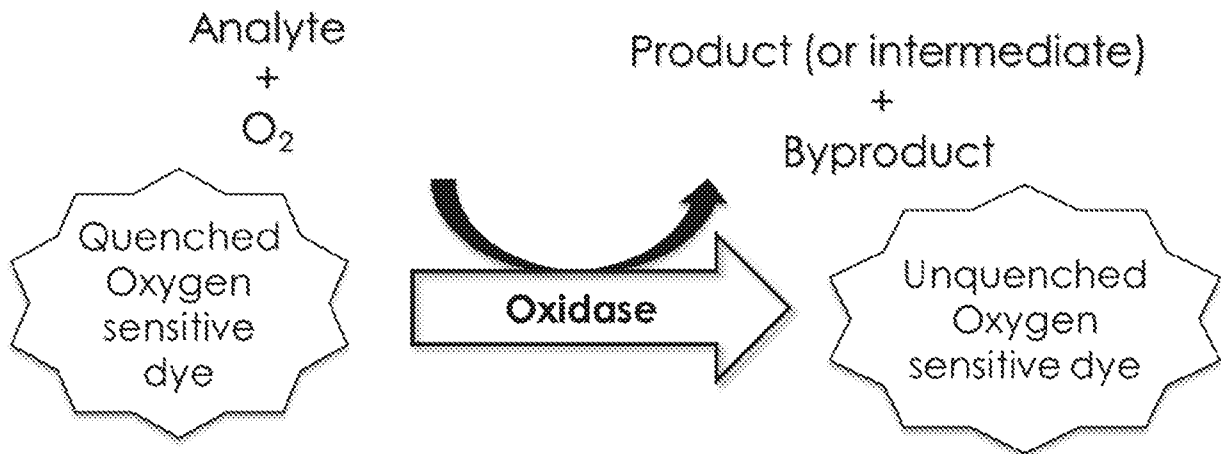 Analyte
+
O₂
Quenched
Oxygen
sensitive
dye
Oxidase
Product (or intermediate)
+
Byproduct
Unquenched
Oxygen
sensitive dye